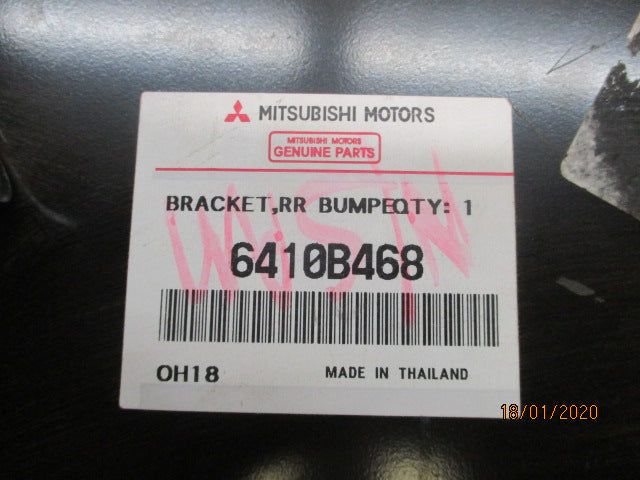 MITSUBISHI MOTORS
MITSUBISHI MOTORS
GENUINE PARTS
BRACKET,RR BUMPEQTY: 1
6410B468
OH18 MADE IN THAILAND
18/01/2020